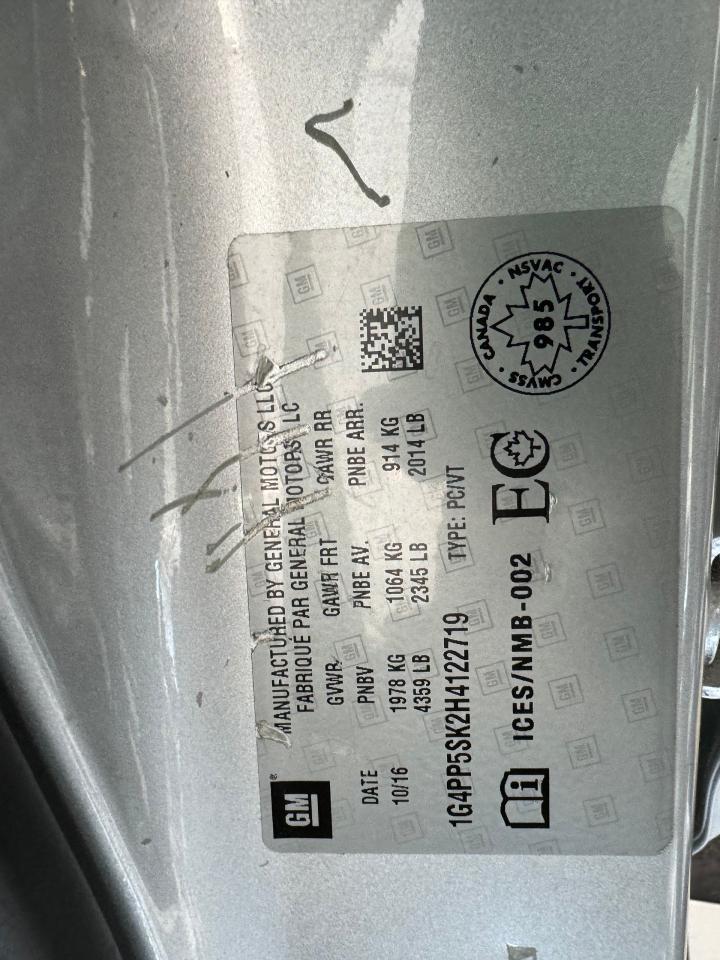 GM
MANUFACTURED BY GENERAL MOTORS LLC
FABRIQUÉ PAR GENERAL MOTORS LLC
DATE GVWR GAWR FRT GAWR RR
PNBV PNBE AV. PNBE ARR.
10/16 1978 KG 1064 KG 914 KG
4359 LB 2345 LB 2014 LB
1G4PP5SK2H4122719 TYPE: PC/VT
ICES/NMB-002
EC
CANADA · NSVAC · TRANSPORT · CMVSS
985